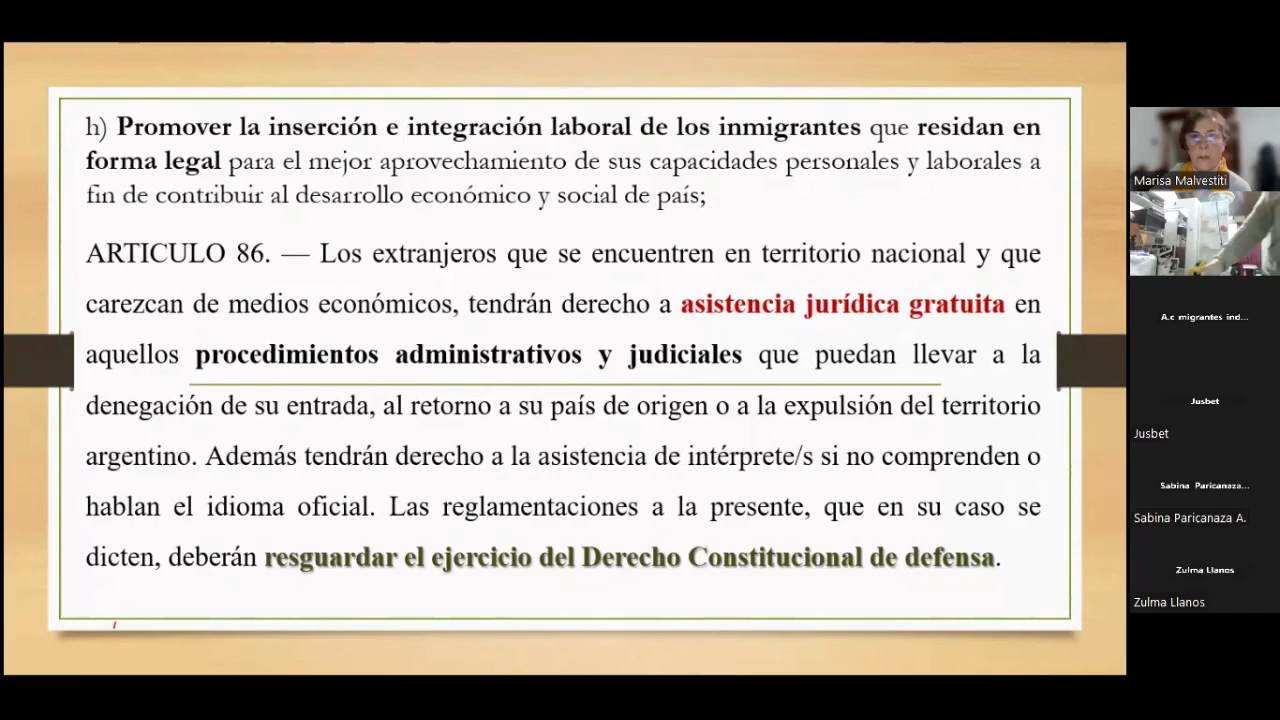 h) Promover la inserción e integración laboral de los inmigrantes que residan en
forma legal para el mejor aprovechamiento de sus capacidades personales y laborales a
fin de contribuir al desarrollo económico y social de país;
ARTICULO 86. — Los extranjeros que se encuentren en territorio nacional y que
carezcan de medios económicos, tendrán derecho a asistencia jurídica gratuita en
aquellos procedimientos administrativos y judiciales que puedan llevar a la
denegación de su entrada, al retorno a su país de origen o a la expulsión del territorio
argentino. Además tendrán derecho a la asistencia de intérprete/s si no comprenden o
hablan el idioma oficial. Las reglamentaciones a la presente, que en su caso se
dicten, deberán resguardar el ejercicio del Derecho Constitucional de defensa.
Marisa Malvestiti
A.c migrantes ind...
Jusbet
Jusbet
Sabina Paricanaza...
Sabina Paricanaza A.
Zulma Llanos
Zulma Llanos